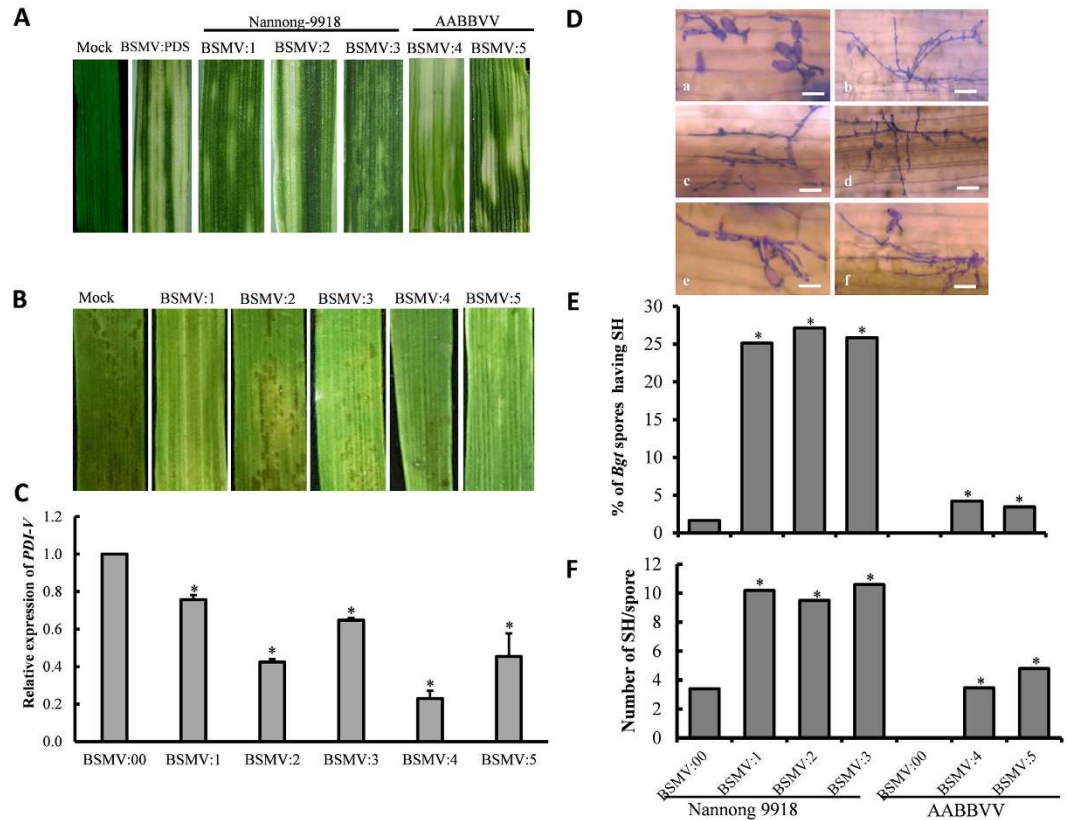 A
Nannong-9918
AABBVV
Mock
BSMV:PDS
BSMV:1
BSMV:2
BSMV:3
BSMV:4
BSMV:5
B
Mock
BSMV:1
BSMV:2
BSMV:3
BSMV:4
BSMV:5
C
Relative expression of PDI-V
1.2
1.0
0.8
0.6
0.4
0.2
0.0
*
*
*
*
*
BSMV:00
BSMV:1
BSMV:2
BSMV:3
BSMV:4
BSMV:5
D
a
b
c
d
e
f
E
% of Bgt spores having SH
30
25
20
15
10
5
0
*
*
*
*
*
F
Number of SH/spore
12
10
8
6
4
2
0
*
*
*
*
*
BSMV:00
BSMV:1
BSMV:2
BSMV:3
BSMV:00
BSMV:4
BSMV:5
Nannong 9918
AABBVV